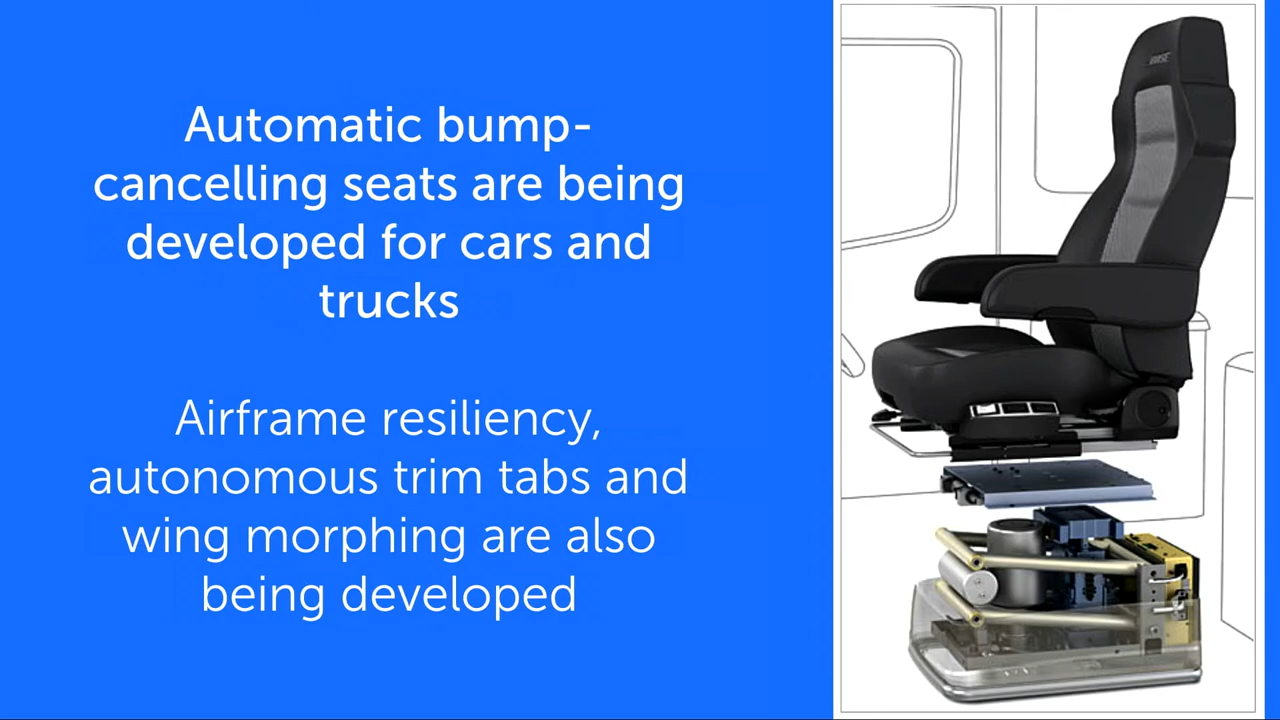 Automatic bump-
cancelling seats are being
developed for cars and
trucks
Airframe resiliency,
autonomous trim tabs and
wing morphing are also
being developed